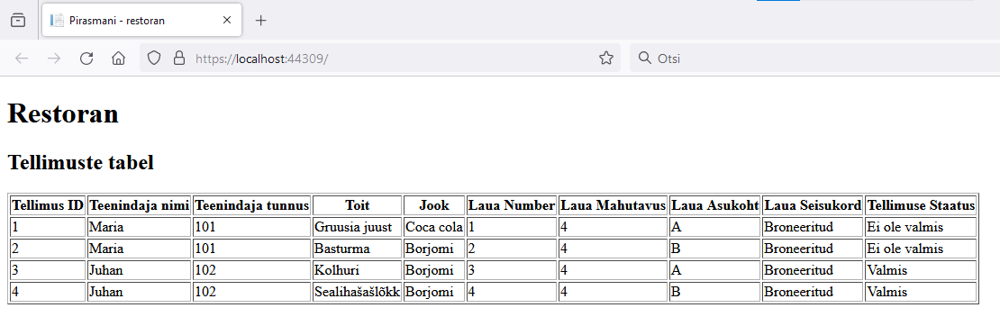 Pirasmani - restoran
https://localhost:44309/
Otsi
Restoran
Tellimuste tabel
Tellimus ID Teenindaja nimi Teenindaja tunnus Toit Jook Laua Number Laua Mahutavus Laua Asukoht Laua Seisukord Tellimuse Staatus
1 Maria 101 Gruusia juust Coca cola 1 4 A Broneeritud Ei ole valmis
2 Maria 101 Basturma Borjomi 2 4 B Broneeritud Ei ole valmis
3 Juhan 102 Kolhuri Borjomi 3 4 A Broneeritud Valmis
4 Juhan 102 Sealihašašlõkk Borjomi 4 4 B Broneeritud Valmis